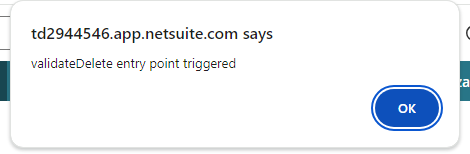 td2944546.app.netsuite.com says
validateDelete entry point triggered
OK